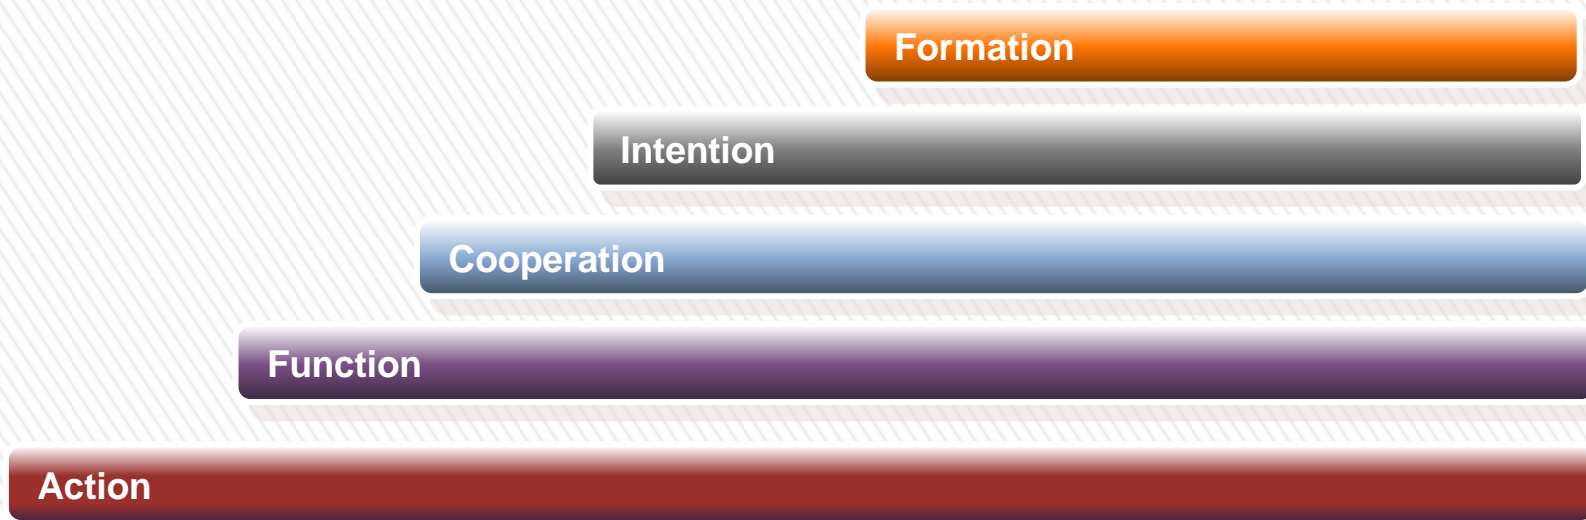 Formation
Intention
Cooperation
Function
Action